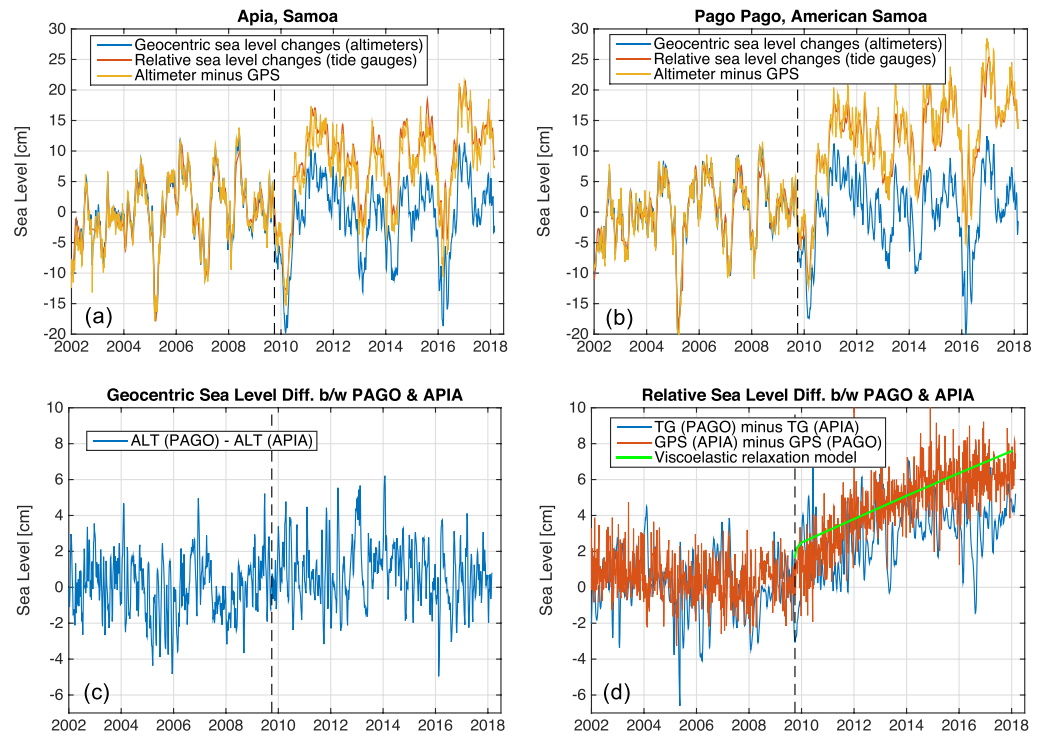 Apia, Samoa
Sea Level [cm]
30
25
20
15
10
5
0
-5
-10
-15
-20
Geocentric sea level changes (altimeters)
Relative sea level changes (tide gauges)
Altimeter minus GPS
(a)
2002 2004 2006 2008 2010 2012 2014 2016 2018
Pago Pago, American Samoa
Sea Level [cm]
30
25
20
15
10
5
0
-5
-10
-15
-20
Geocentric sea level changes (altimeters)
Relative sea level changes (tide gauges)
Altimeter minus GPS
(b)
2002 2004 2006 2008 2010 2012 2014 2016 2018
Geocentric Sea Level Diff. b/w PAGO & APIA
Sea Level [cm]
10
8
6
4
2
0
-2
-4
-6
ALT (PAGO) - ALT (APIA)
(c)
2002 2004 2006 2008 2010 2012 2014 2016 2018
Relative Sea Level Diff. b/w PAGO & APIA
Sea Level [cm]
10
8
6
4
2
0
-2
-4
-6
TG (PAGO) minus TG (APIA)
GPS (APIA) minus GPS (PAGO)
Viscoelastic relaxation model
(d)
2002 2004 2006 2008 2010 2012 2014 2016 2018